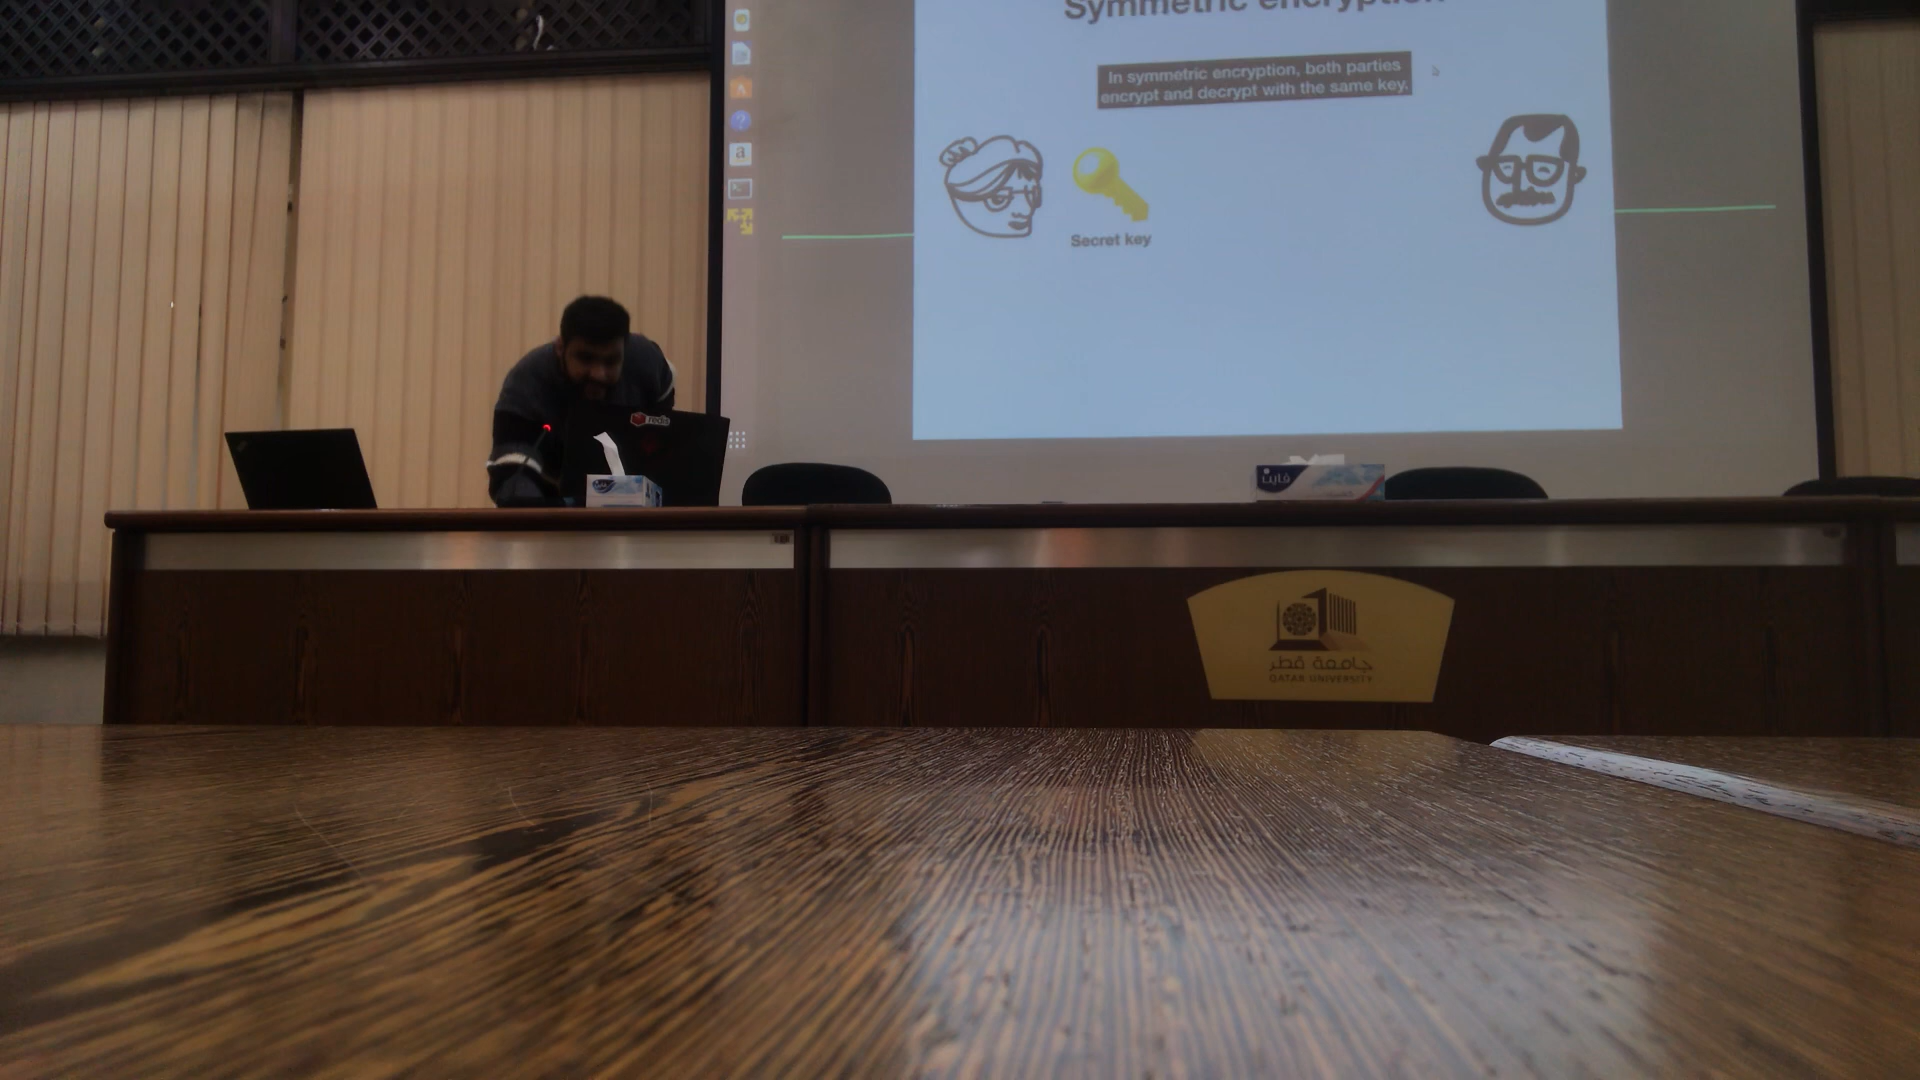 Symmetric encryption
In symmetric encryption, both parties
encrypt and decrypt with the same key.
Secret key
redis
فاين
جامعة قطر
QATAR UNIVERSITY